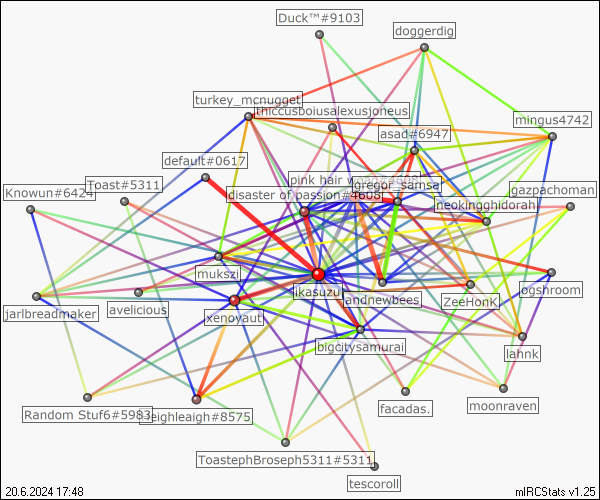 Duck™#9103
doggerdig
turkey_mcnugget
thiccusboiusalexusjoneus
mingus4742
asad#6947
default#0617
pink hair
gregor_samsa
Knowun#6424
Toast#5311
disaster of passion#4608
gazpachoman
neokingghidorah
mukszi
ikasuzu
andnewbees
ZeeHonK
ogshroom
jarlbreadmaker
avelicious
xenoyaut
bigcitysamurai
lahnk
Random Stuf6#5983
leighleaigh#8575
facadas.
moonraven
ToastephBroseph5311#5311
tescoroll
20.6.2024 17:48
mIRCStats v1.25